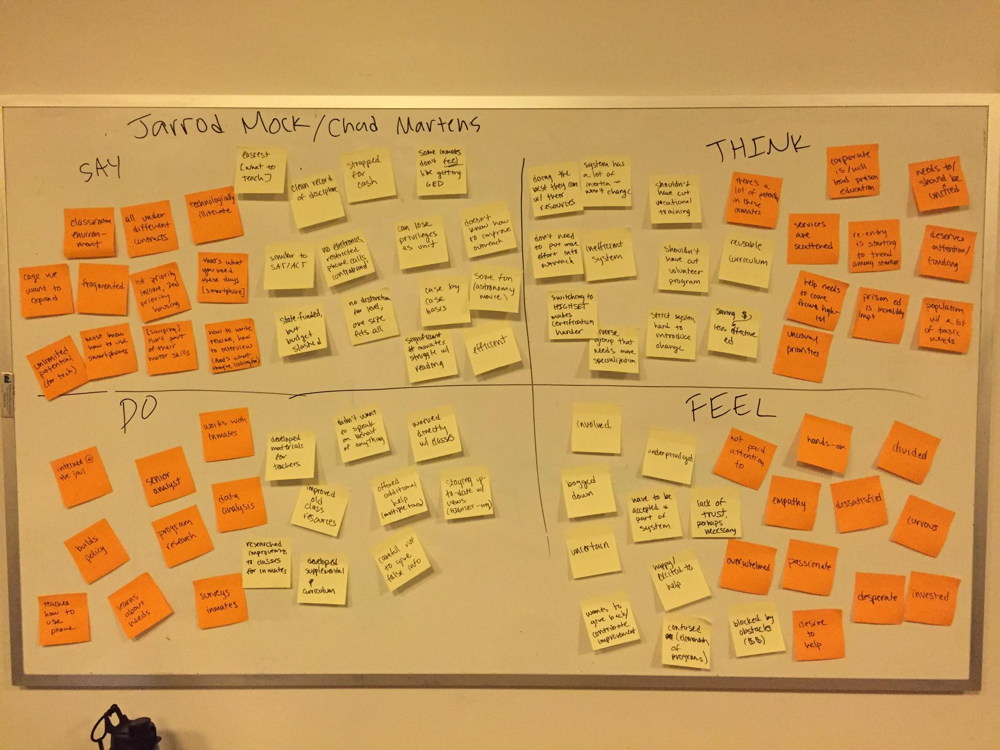 Jarrod Mock/Chad Martens
SAY
easiest
[what to
teach]
clean record
of discipline
strapped
for
cash
some inmates
don't feel
like getting
GED
technologically
illiterate
classroom
environ-
ment
all under
different
contracts
can lose
privileges
as unit
doesn't
know how
to improve
outreach
cage we
want to
expand
fragmented
1st priority
income, 2nd
priority
housing
that's what
you need
these days
[smartphone]
similar to
SAT/ACT
no electronics,
restricted
phone calls,
contraband
case by
case
basis
some fun
(astronomy
movie)
unlimited
potential
(for tech)
most know
how to use
smartphones
[swiping]
isn't part
of their
motor skills
how to write
resume, how
to interview
(that's what
they're looking for)
state-funded,
but
budget
slashed
no distinction
for level;
one size
fits all
significant
# inmates
struggle w/
reading
efficient
THINK
doing the
best they can
w/ their
resources
system has
a lot of
inertia -
won't change
shouldn't
have cut
vocational
training
there's a
lot of potential
in these
inmates
corporate
is/will
lead prison
education
needs to/
should be
unified
don't need
to put more
effort into
outreach
inefficient
system
shouldn't
have cut
volunteer
program
reusable
curriculum
services
are
scattered
re-entry
is starting
to trend
among startups
deserves
attention/
funding
switching to
HIGHSET
makes
certification
harder
diverse
group that
needs more
specialization
strict system,
hard to
introduce
change
saving $,
less effective
ed
help needs
to come
from high-
lvl
prison ed
is incredibly
impt
population
w/ a lot
of basic
needs
unusual
priorities
DO
works with
inmates
developed
materials
for
teachers
didn't want
to speak
on behalf
of anything
worked
directly
w/ classes
interned @
the jail
senior
analyst
data
analysis
improved
old
class
resources
offered
additional
help
(multiple times)
staying up-
to-date w/
news
(HIGHSET-
builds
policy
program
research
researched
improvements
to classes
for inmates
developed
supplemental
curriculum
careful not
to give
false info
teaches
how to
use
phone
learns
about
needs
surveys
inmates
FEEL
involved
underprivileged
not paid
attention
to
hands-on
divided
bogged
down
have to be
accepted &
part of
system
lack of
trust,
perhaps
necessary
empathy
dissatisfied
curious
uncertain
happy/
excited to
help
overwhelmed
passionate
desperate
invested
wants to
give back/
contribute
improvement
confused
(elimination
of
programs)
blocked by
obstacles
($$)
desire
to
help